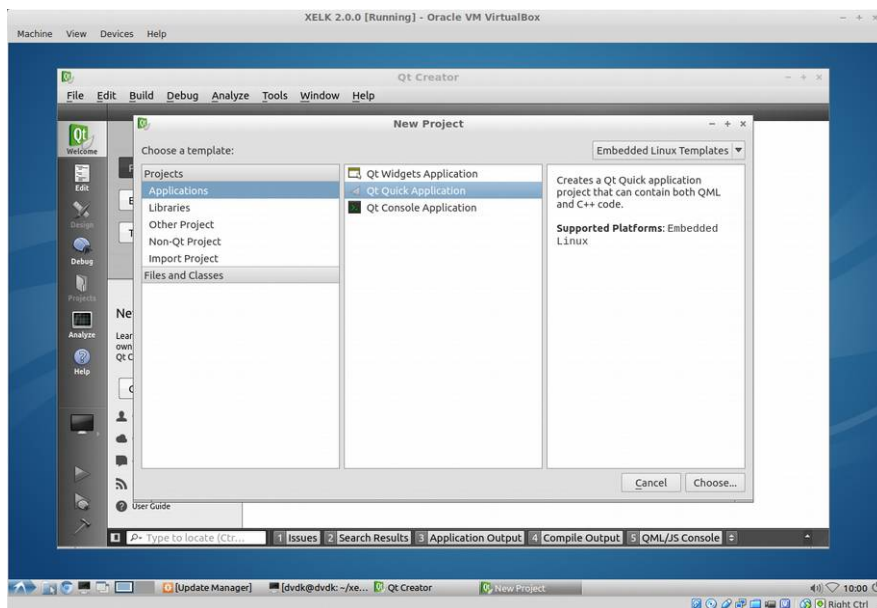 XELK 2.0.0 [Running] - Oracle VM VirtualBox
Machine View Devices Help
Qt Creator
File Edit Build Debug Analyze Tools Window Help
New Project
Choose a template:
Embedded Linux Templates
Projects
Applications
Libraries
Other Project
Non-Qt Project
Import Project
Files and Classes
Qt Widgets Application
Qt Quick Application
Qt Console Application
Creates a Qt Quick application
project that can contain both QML
and C++ code.
Supported Platforms: Embedded
Linux
Cancel Choose...
Qt
Welcome
Edit
Design
Debug
Projects
Analyze
Help
Ne
Lear
own
Qt C
User Guide
Type to locate (Ctr...
1 Issues 2 Search Results 3 Application Output 4 Compile Output 5 QML/JS Console
[Update Manager] [dvdk@dvdk: ~/xe... Qt Creator New Project 10:00
Right Ctrl